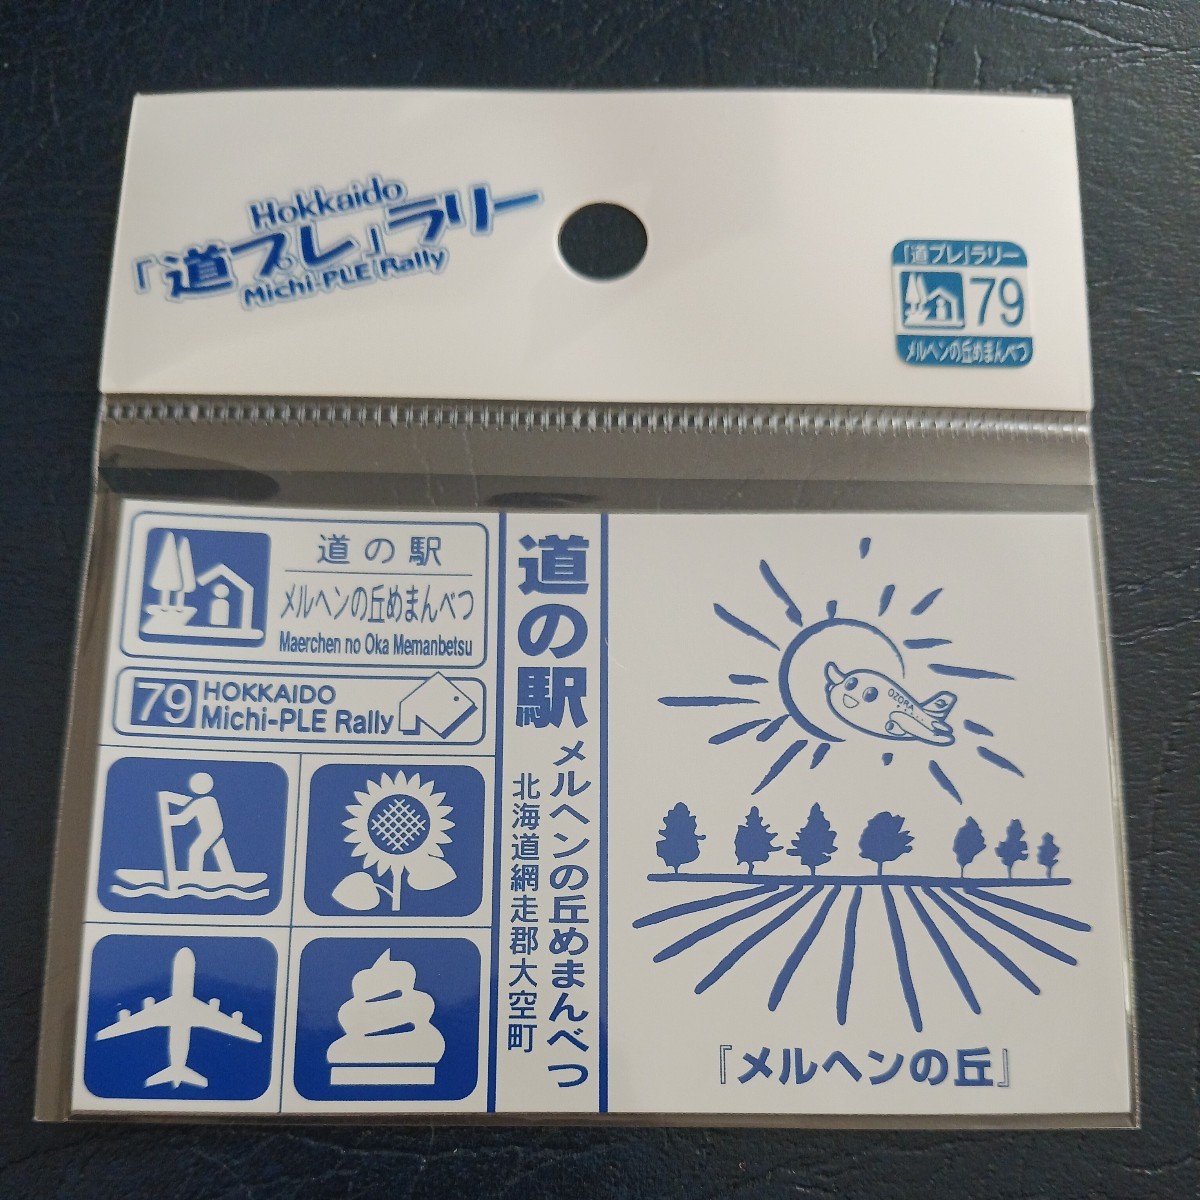 Hokkaido
「道プレ」ラリー
Michi-PLE Rally
「道プレ」ラリー
79
メルヘンの丘めまんべつ
道の駅
メルヘンの丘めまんべつ
Maerchen no Oka Memanbetsu
79 HOKKAIDO
Michi-PLE Rally
道の駅 メルヘンの丘めまんべつ
北海道網走郡大空町
OZORA
『メルヘンの丘』